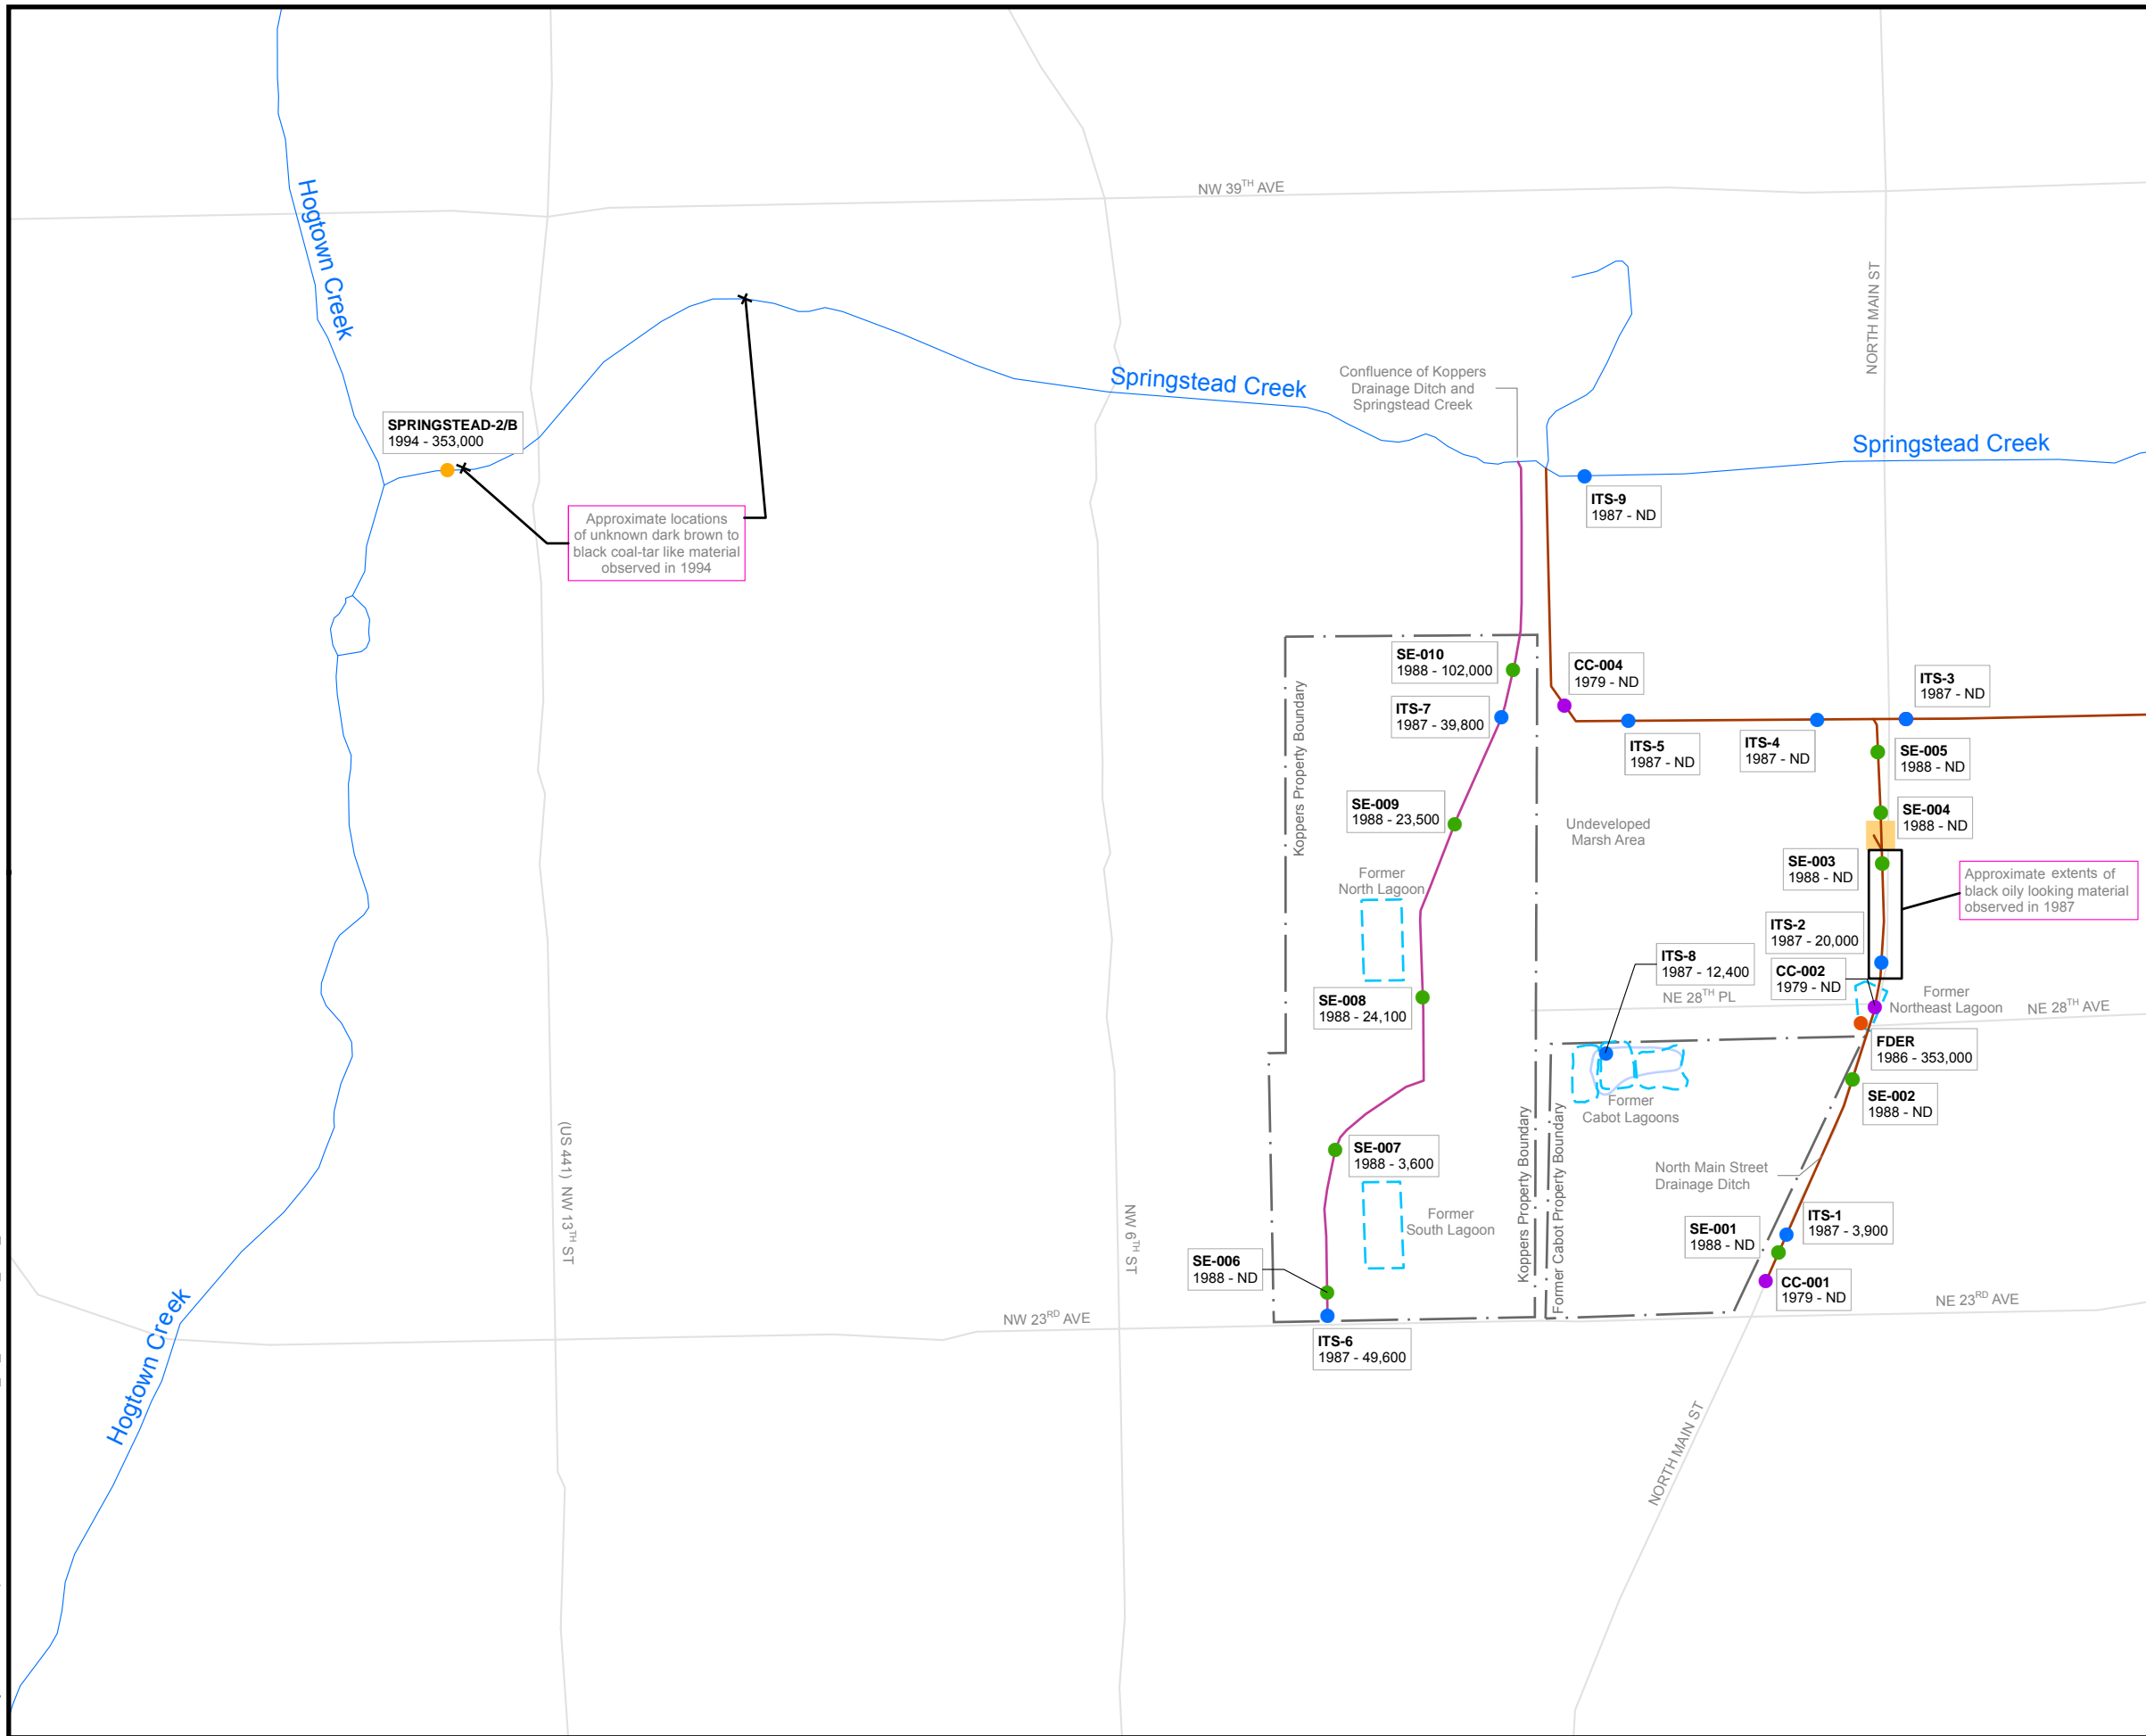 NW 39TH AVE
Hogtown Creek
NORTH MAIN ST
Springstead Creek
Confluence of Koppers
Drainage Ditch and
Springstead Creek
SPRINGSTEAD-2/B
1994 - 353,000
Springstead Creek
ITS-9
1987 - ND
Approximate locations
of unknown dark brown to
black coal-tar like material
observed in 1994
SE-010
1988 - 102,000
CC-004
1979 - ND
ITS-3
1987 - ND
ITS-7
1987 - 39,800
Koppers Property Boundary
ITS-5
1987 - ND
ITS-4
1987 - ND
SE-005
1988 - ND
SE-009
1988 - 23,500
Undeveloped
Marsh Area
SE-004
1988 - ND
SE-003
1988 - ND
Approximate extents of
black oily looking material
observed in 1987
Former
North Lagoon
ITS-2
1987 - 20,000
ITS-8
1987 - 12,400
CC-002
1979 - ND
SE-008
1988 - 24,100
NE 28TH PL
Former
Northeast Lagoon
NE 28TH AVE
FDER
1986 - 353,000
SE-002
1988 - ND
Former
Cabot Lagoons
(US 441) NW 13TH ST
SE-007
1988 - 3,600
Koppers Property Boundary
Former Cabot Property Boundary
North Main Street
Drainage Ditch
NW 6TH ST
Former
South Lagoon
ITS-1
1987 - 3,900
SE-001
1988 - ND
SE-006
1988 - ND
CC-001
1979 - ND
NE 23RD AVE
NW 23RD AVE
Hogtown Creek
ITS-6
1987 - 49,600
NORTH MAIN ST